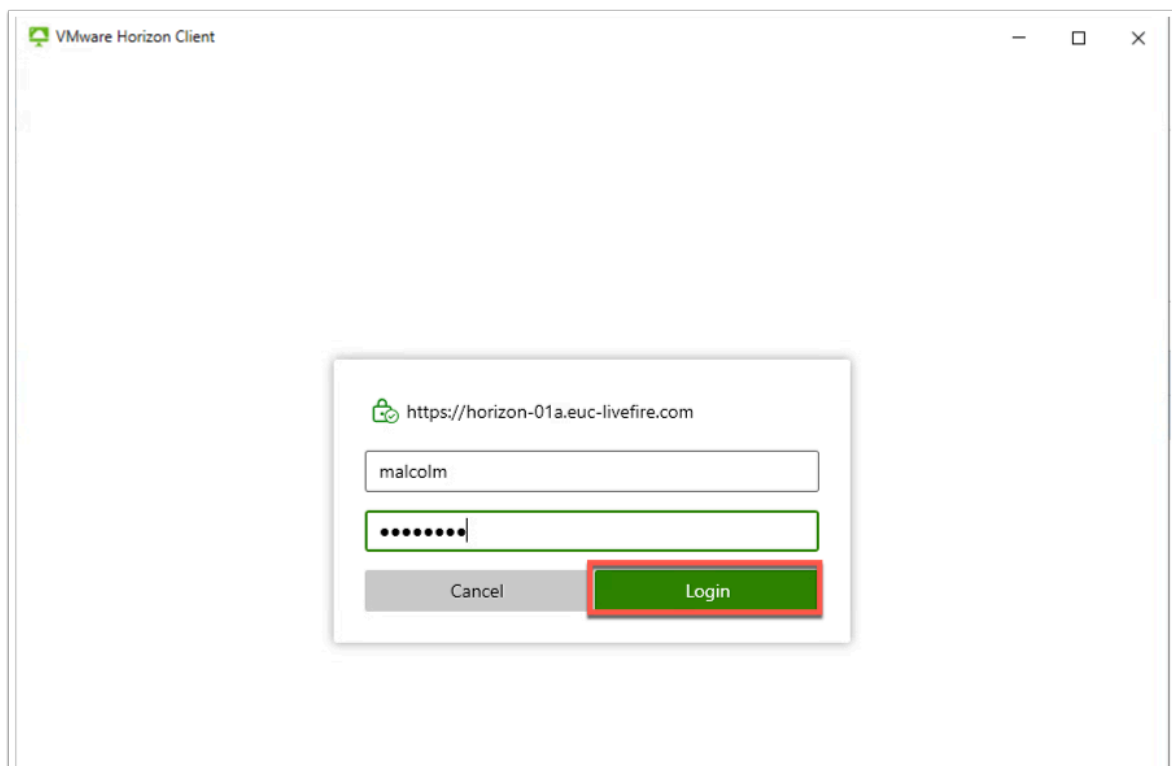 VMware Horizon Client
https://horizon-01a.euc-livefire.com
malcolm
••••••••
Cancel Login